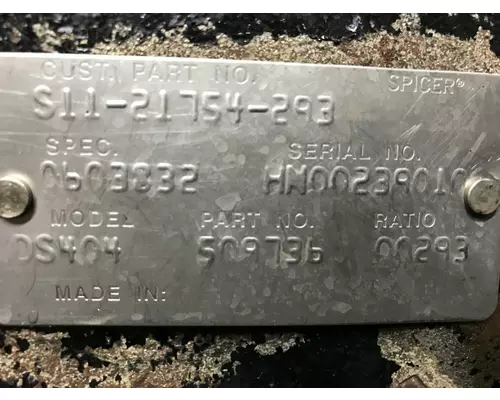 CUST. PART NO. SPICER®
S11-21754-293
SPEC. SERIAL NO.
0603832
MODEL PART NO. RATIO
DS404 509736 00293
MADE IN: